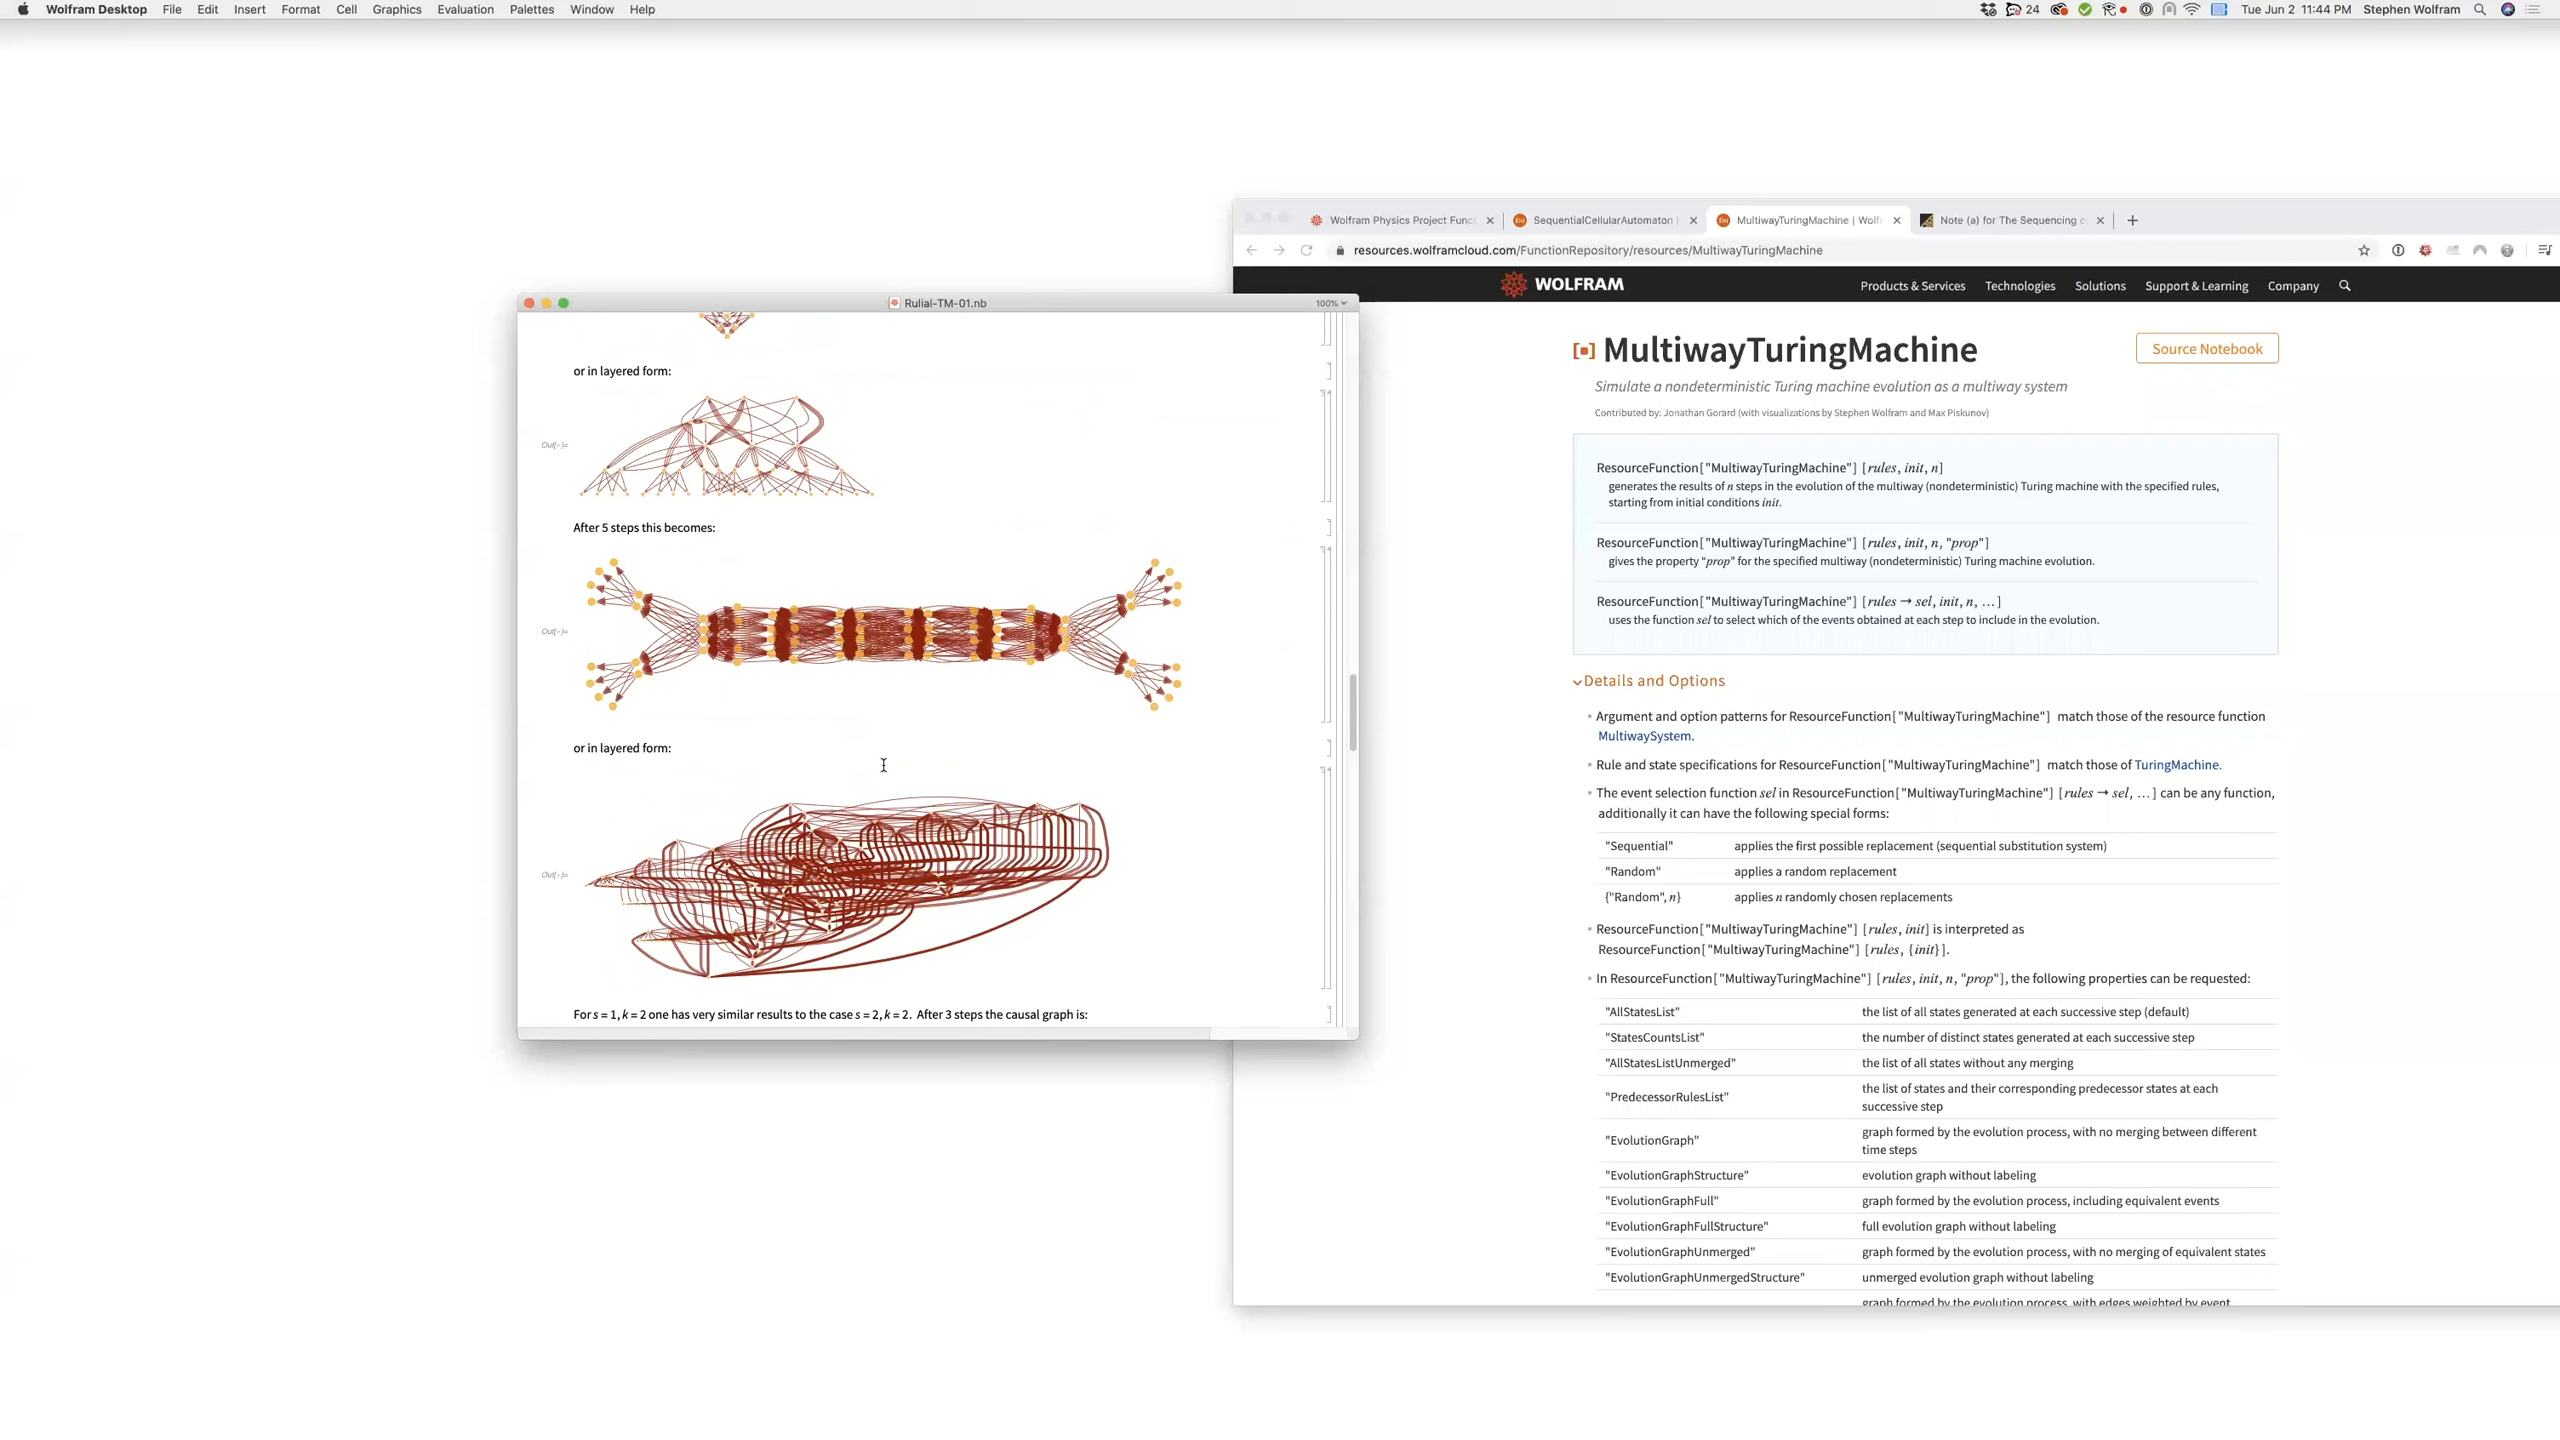 Wolfram Desktop File Edit Insert Format Cell Graphics Evaluation Palettes Window Help
24 Tue Jun 2 11:44 PM Stephen Wolfram
Rulial-TM-01.nb
100%
or in layered form:
Out[·]=
After 5 steps this becomes:
Out[·]=
or in layered form:
Out[·]=
For s = 1, k = 2 one has very similar results to the case s = 2, k = 2. After 3 steps the causal graph is:
Wolfram Physics Project Func
SequentialCellularAutomaton
MultiwayTuringMachine | Wolf
Note (a) for The Sequencing o
resources.wolframcloud.com/FunctionRepository/resources/MultiwayTuringMachine
WOLFRAM
Products & Services Technologies Solutions Support & Learning Company
MultiwayTuringMachine
Source Notebook
Simulate a nondeterministic Turing machine evolution as a multiway system
Contributed by: Jonathan Gorard (with visualizations by Stephen Wolfram and Max Piskunov)
ResourceFunction["MultiwayTuringMachine"] [rules, init, n]
generates the results of n steps in the evolution of the multiway (nondeterministic) Turing machine with the specified rules,
starting from initial conditions init.
ResourceFunction["MultiwayTuringMachine"] [rules, init, n, "prop"]
gives the property "prop" for the specified multiway (nondeterministic) Turing machine evolution.
ResourceFunction["MultiwayTuringMachine"] [rules → sel, init, n, …]
uses the function sel to select which of the events obtained at each step to include in the evolution.
Details and Options
Argument and option patterns for ResourceFunction["MultiwayTuringMachine"] match those of the resource function
MultiwaySystem.
Rule and state specifications for ResourceFunction["MultiwayTuringMachine"] match those of TuringMachine.
The event selection function sel in ResourceFunction["MultiwayTuringMachine"] [rules → sel, …] can be any function,
additionally it can have the following special forms:
"Sequential" applies the first possible replacement (sequential substitution system)
"Random" applies a random replacement
{"Random", n} applies n randomly chosen replacements
ResourceFunction["MultiwayTuringMachine"] [rules, init] is interpreted as
ResourceFunction["MultiwayTuringMachine"] [rules, {init}].
In ResourceFunction["MultiwayTuringMachine"] [rules, init, n, "prop"], the following properties can be requested:
"AllStatesList" the list of all states generated at each successive step (default)
"StatesCountsList" the number of distinct states generated at each successive step
"AllStatesListUnmerged" the list of all states without any merging
"PredecessorRulesList" the list of states and their corresponding predecessor states at each
successive step
"EvolutionGraph" graph formed by the evolution process, with no merging between different
time steps
"EvolutionGraphStructure" evolution graph without labeling
"EvolutionGraphFull" graph formed by the evolution process, including equivalent events
"EvolutionGraphFullStructure" full evolution graph without labeling
"EvolutionGraphUnmerged" graph formed by the evolution process, with no merging of equivalent states
"EvolutionGraphUnmergedStructure" unmerged evolution graph without labeling
graph formed by the evolution process, with edges weighted by event